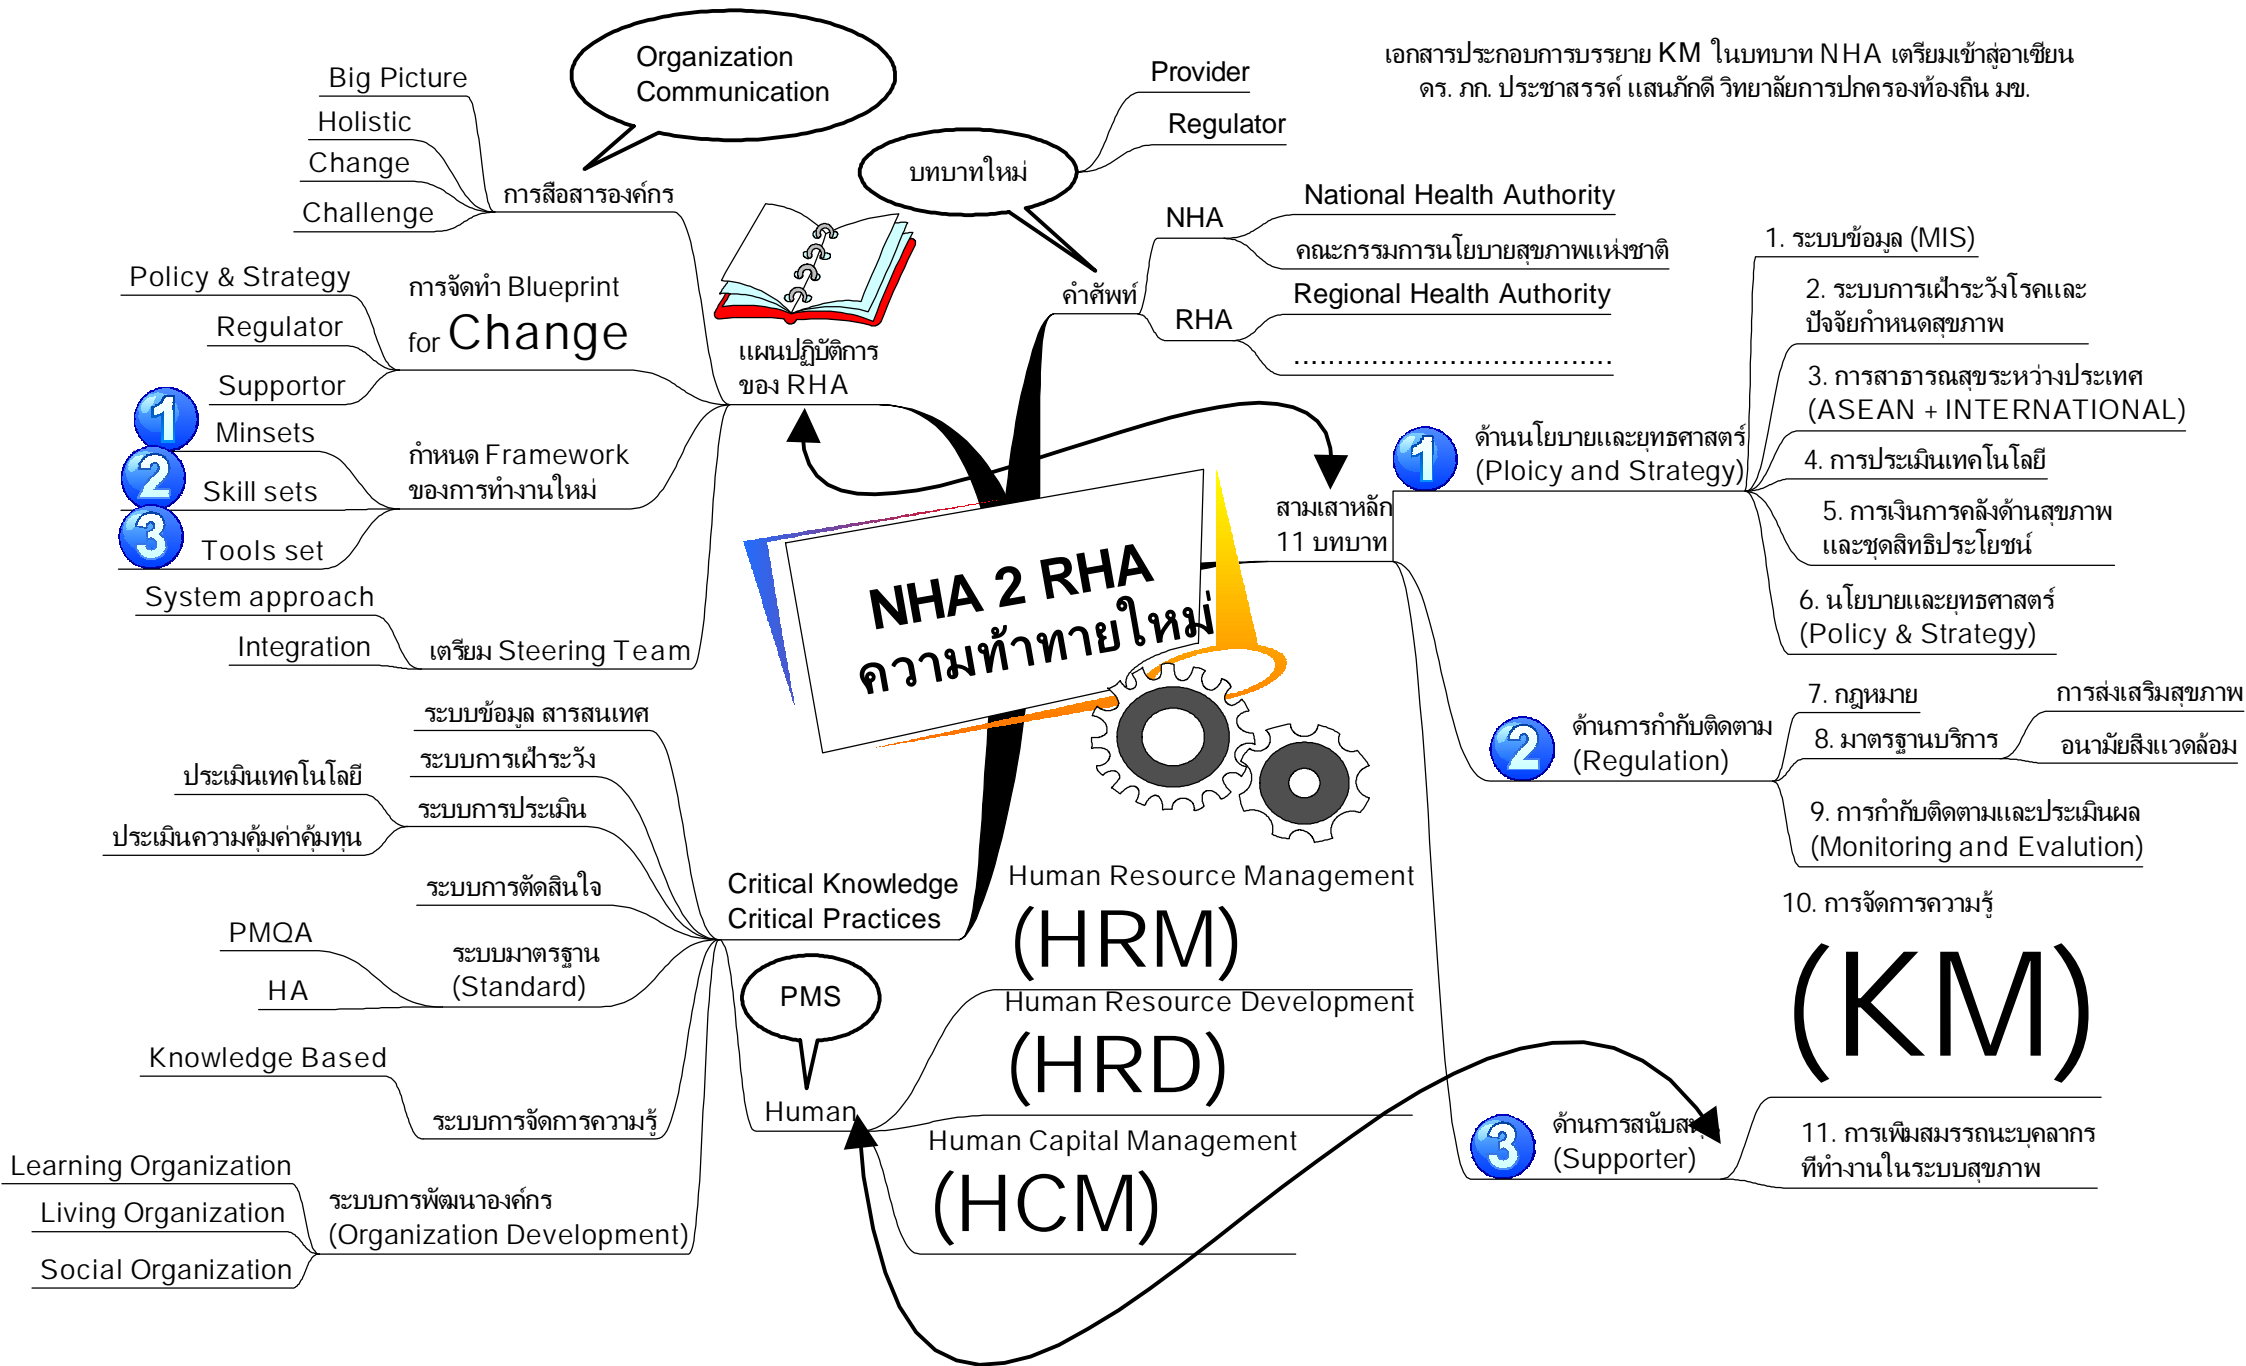 เอกสารประกอบการบรรยาย KM ในบทบาท NHA เตรียมเข้าสู่อาเซียน
ดร. ภก. ประชาสรรค์ แสนภักดี วิทยาลัยการปกครองท้องถิน มข.
Organization
Communication
Big Picture
Holistic
Change
Challenge
การสือสารองค์กร
Policy & Strategy
Regulator
Supportor
การจัดทำ Blueprint
for Change
1
Minsets
2
Skill sets
3
Tools set
กำหนด Framework
ของการทำงานใหม่
System approach
Integration
เตรียม Steering Team
แผนปฏิบัติการ
ของ RHA
Provider
Regulator
บทบาทใหม่
คำศัพท์
NHA
National Health Authority
คณะกรรมการนโยบายสุขภาพแห่งชาติ
RHA
Regional Health Authority
.....................................
NHA 2 RHA
ความท้าทายใหม่
สามเสาหลัก
11 บทบาท
1
ด้านนโยบายและยุทธศาสตร์
(Ploicy and Strategy)
1. ระบบข้อมูล (MIS)
2. ระบบการเฝ้าระวังโรคและ
ปัจจัยกำหนดสุขภาพ
3. การสาธารณสุขระหว่างประเทศ
(ASEAN + INTERNATIONAL)
4. การประเมินเทคโนโลยี
5. การเงินการคลังด้านสุขภาพ
และชุดสิทธิประโยชน์
6. นโยบายและยุทธศาสตร์
(Policy & Strategy)
2
ด้านการกำกับติดตาม
(Regulation)
7. กฎหมาย
8. มาตรฐานบริการ
การส่งเสริมสุขภาพ
อนามัยสิงแวดล้อม
9. การกำกับติดตามและประเมินผล
(Monitoring and Evalution)
3
ด้านการสนับสนุน
(Supporter)
10. การจัดการความรู้
(KM)
11. การเพิมสมรรถนะบุคลากร
ทีทำงานในระบบสุขภาพ
Critical Knowledge
Critical Practices
ระบบข้อมูล สารสนเทศ
ระบบการเฝ้าระวัง
ประเมินเทคโนโลยี
ประเมินความคุ้มค่าคุ้มทุน
ระบบการประเมิน
ระบบการตัดสินใจ
PMQA
HA
ระบบมาตรฐาน
(Standard)
Knowledge Based
ระบบการจัดการความรู้
Learning Organization
Living Organization
Social Organization
ระบบการพัฒนาองค์กร
(Organization Development)
PMS
Human
Human Resource Management
(HRM)
Human Resource Development
(HRD)
Human Capital Management
(HCM)